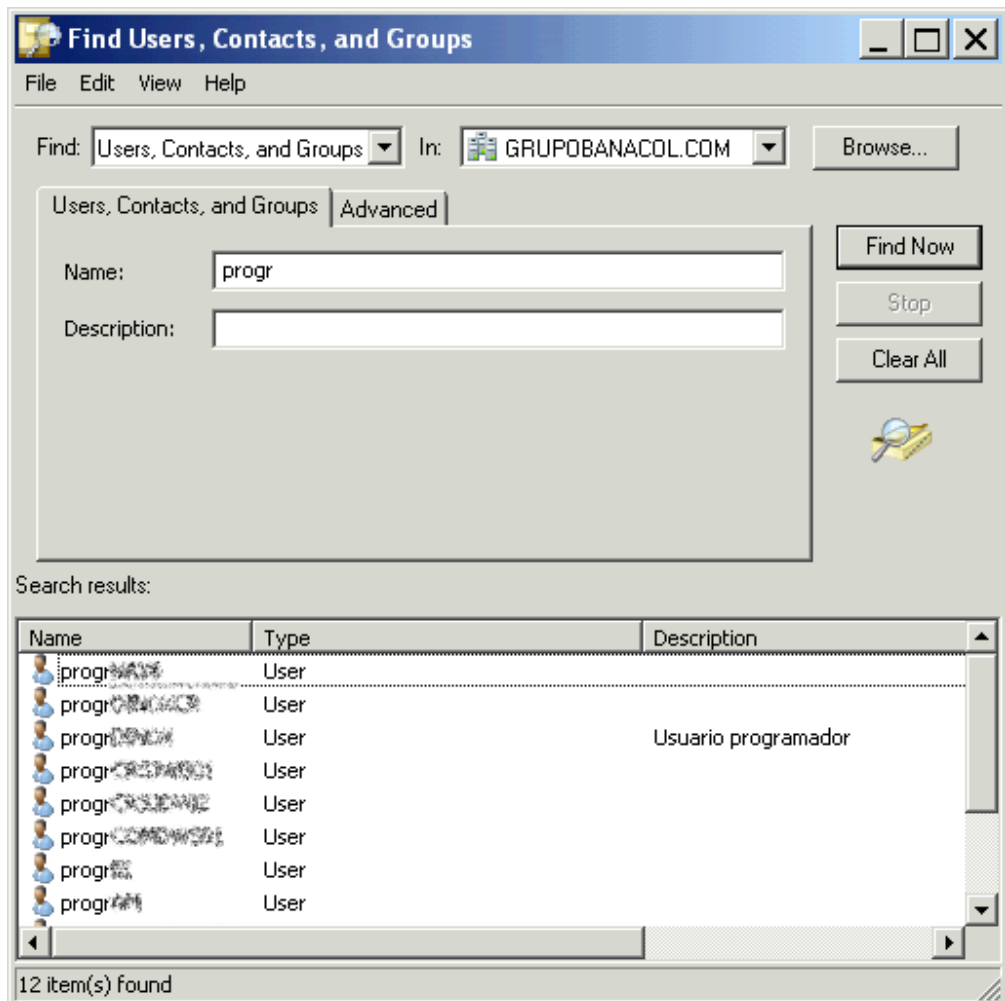 Find Users, Contacts, and Groups
File Edit View Help
Find: Users, Contacts, and Groups In: GRUPOBANACOL.COM Browse...
Users, Contacts, and Groups Advanced
Name: progr
Description:
Find Now
Stop
Clear All
Search results:
Name Type Description
progr User
progr User
progr User Usuario programador
progr User
progr User
progr User
progr User
progr User
12 item(s) found